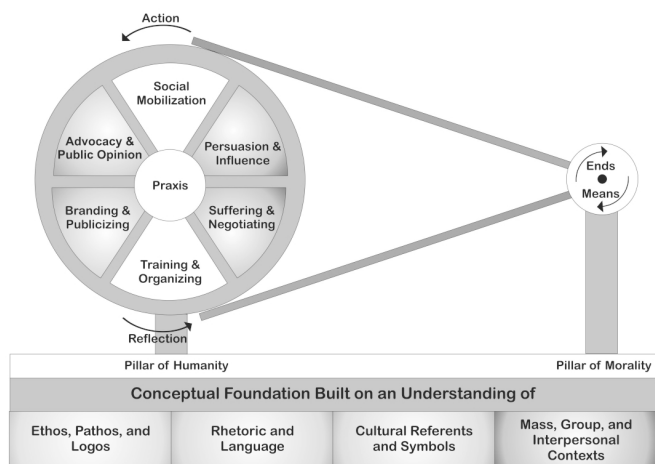 Action
Social
Mobilization
Advocacy &
Public Opinion
Persuasion &
Influence
Praxis
Branding &
Publicizing
Suffering &
Negotiating
Training &
Organizing
Reflection
Ends
Means
Pillar of Humanity
Pillar of Morality
Conceptual Foundation Built on an Understanding of
Ethos, Pathos, and
Logos
Rhetoric and
Language
Cultural Referents
and Symbols
Mass, Group, and
Interpersonal
Contexts